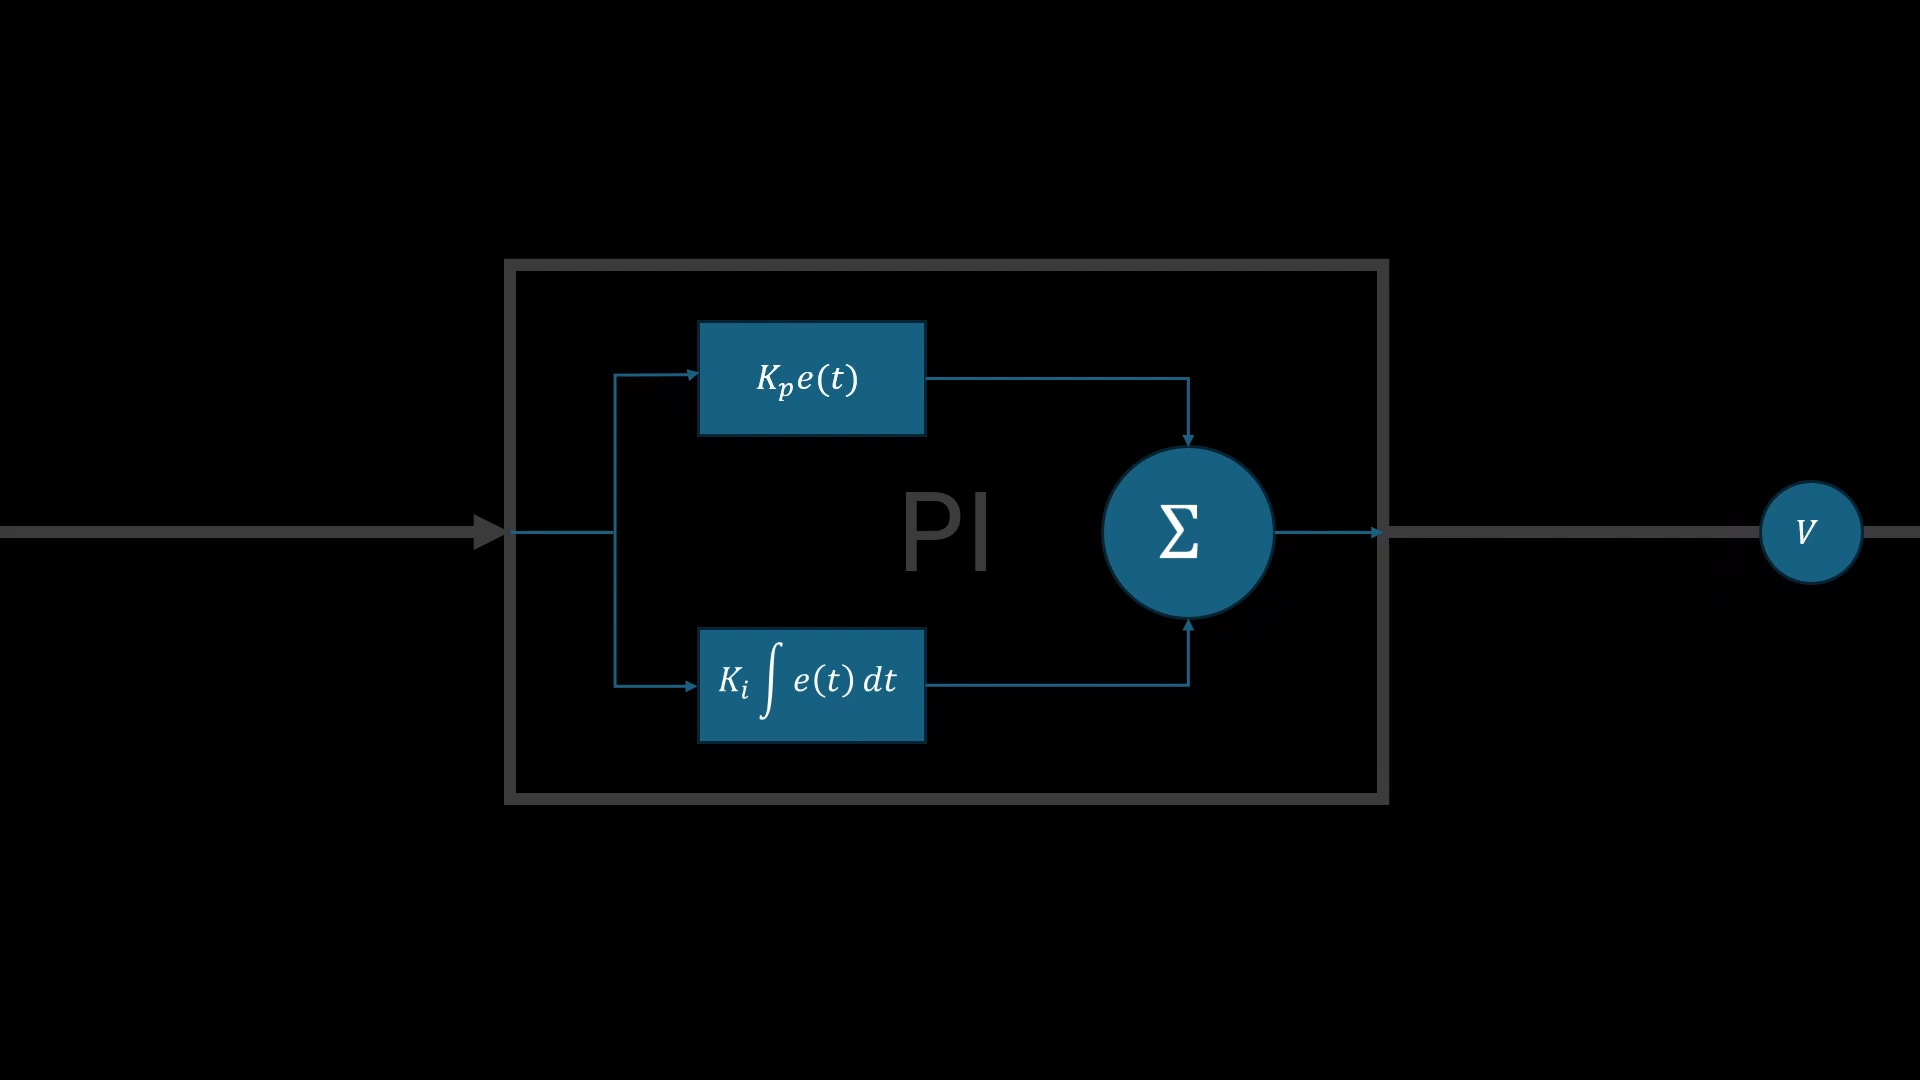 K_p e(t)
PI
Σ
V
K_i ∫ e(t) dt